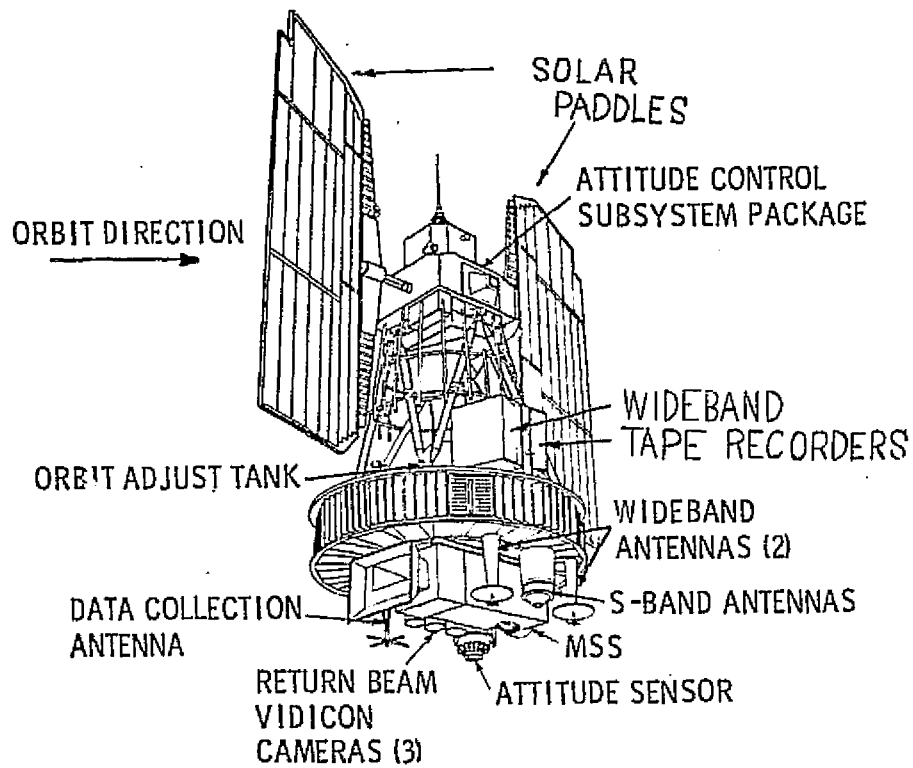 SOLAR
PADDLES
ATTITUDE CONTROL
SUBSYSTEM PACKAGE
ORBIT DIRECTION
WIDEBAND
TAPE RECORDERS
ORBIT ADJUST TANK
WIDEBAND
ANTENNAS (2)
S-BAND ANTENNAS
DATA COLLECTION
ANTENNA
MSS
RETURN BEAM
VIDICON
CAMERAS (3)
ATTITUDE SENSOR